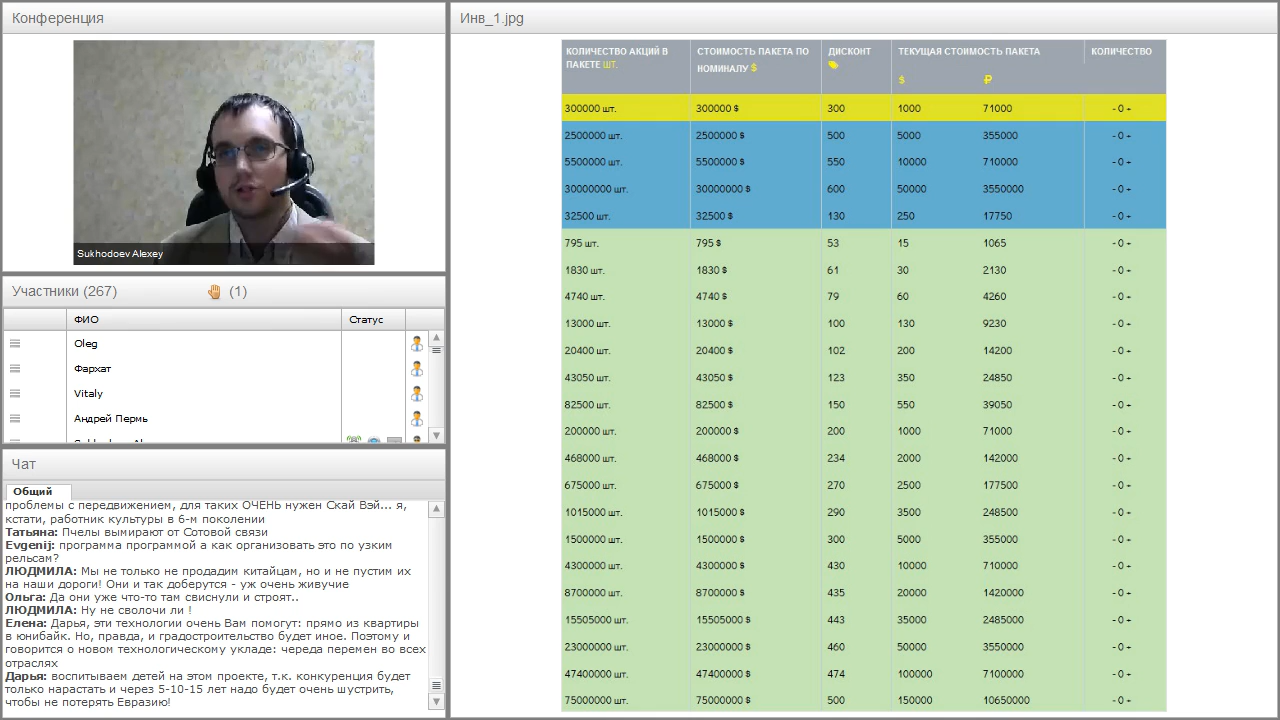 Конференция
Sukhodoev Alexey
Участники (267) (1)
ФИО Статус
Oleg
Фархат
Vitaly
Андрей Пермь
Чат
Общий
проблемы с передвижением, для таких ОЧЕНЬ нужен Скай Вэй... я,
кстати, работник культуры в 6-м поколении
Татьяна: Пчелы вымирают от Сотовой связи
Evgenij: программа программой а как организовать это по узким
рельсам?
ЛЮДМИЛА: Мы не только не продадим китайцам, но и не пустим их
на наши дороги! Они и так доберутся - уж очень живучие
Ольга: Да они уже что-то там свиснули и строят..
ЛЮДМИЛА: Ну не сволочи ли !
Елена: Дарья, эти технологии очень Вам помогут: прямо из квартиры
в юнибайк. Но, правда, и градостроительство будет иное. Поэтому и
говорится о новом технологическому укладе: череда перемен во всех
отраслях
Дарья: воспитываем детей на этом проекте, т.к. конкуренция будет
только нарастать и через 5-10-15 лет надо будет очень шустрить,
чтобы не потерять Евразию!
Инв_1.jpg
КОЛИЧЕСТВО АКЦИЙ В ПАКЕТЕ ШТ. СТОИМОСТЬ ПАКЕТА ПО НОМИНАЛУ $ ДИСКОНТ ТЕКУЩАЯ СТОИМОСТЬ ПАКЕТА КОЛИЧЕСТВО
$ ₽
300000 шт. 300000 $ 300 1000 71000 - 0 +
2500000 шт. 2500000 $ 500 5000 355000 - 0 +
5500000 шт. 5500000 $ 550 10000 710000 - 0 +
30000000 шт. 30000000 $ 600 50000 3550000 - 0 +
32500 шт. 32500 $ 130 250 17750 - 0 +
795 шт. 795 $ 53 15 1065 - 0 +
1830 шт. 1830 $ 61 30 2130 - 0 +
4740 шт. 4740 $ 79 60 4260 - 0 +
13000 шт. 13000 $ 100 130 9230 - 0 +
20400 шт. 20400 $ 102 200 14200 - 0 +
43050 шт. 43050 $ 123 350 24850 - 0 +
82500 шт. 82500 $ 150 550 39050 - 0 +
200000 шт. 200000 $ 200 1000 71000 - 0 +
468000 шт. 468000 $ 234 2000 142000 - 0 +
675000 шт. 675000 $ 270 2500 177500 - 0 +
1015000 шт. 1015000 $ 290 3500 248500 - 0 +
1500000 шт. 1500000 $ 300 5000 355000 - 0 +
4300000 шт. 4300000 $ 430 10000 710000 - 0 +
8700000 шт. 8700000 $ 435 20000 1420000 - 0 +
15505000 шт. 15505000 $ 443 35000 2485000 - 0 +
23000000 шт. 23000000 $ 460 50000 3550000 - 0 +
47400000 шт. 47400000 $ 474 100000 7100000 - 0 +
75000000 шт. 75000000 $ 500 150000 10650000 - 0 +